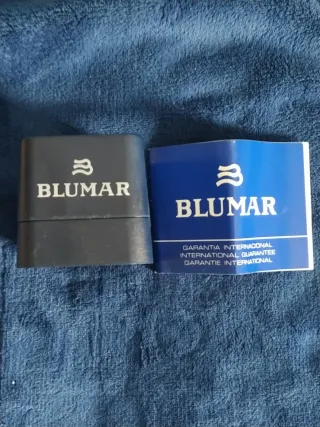 BLUMAR
BLUMAR
GARANTIA INTERNACIONAL
INTERNATIONAL GUARANTEE
GARANTIE INTERNATIONAL